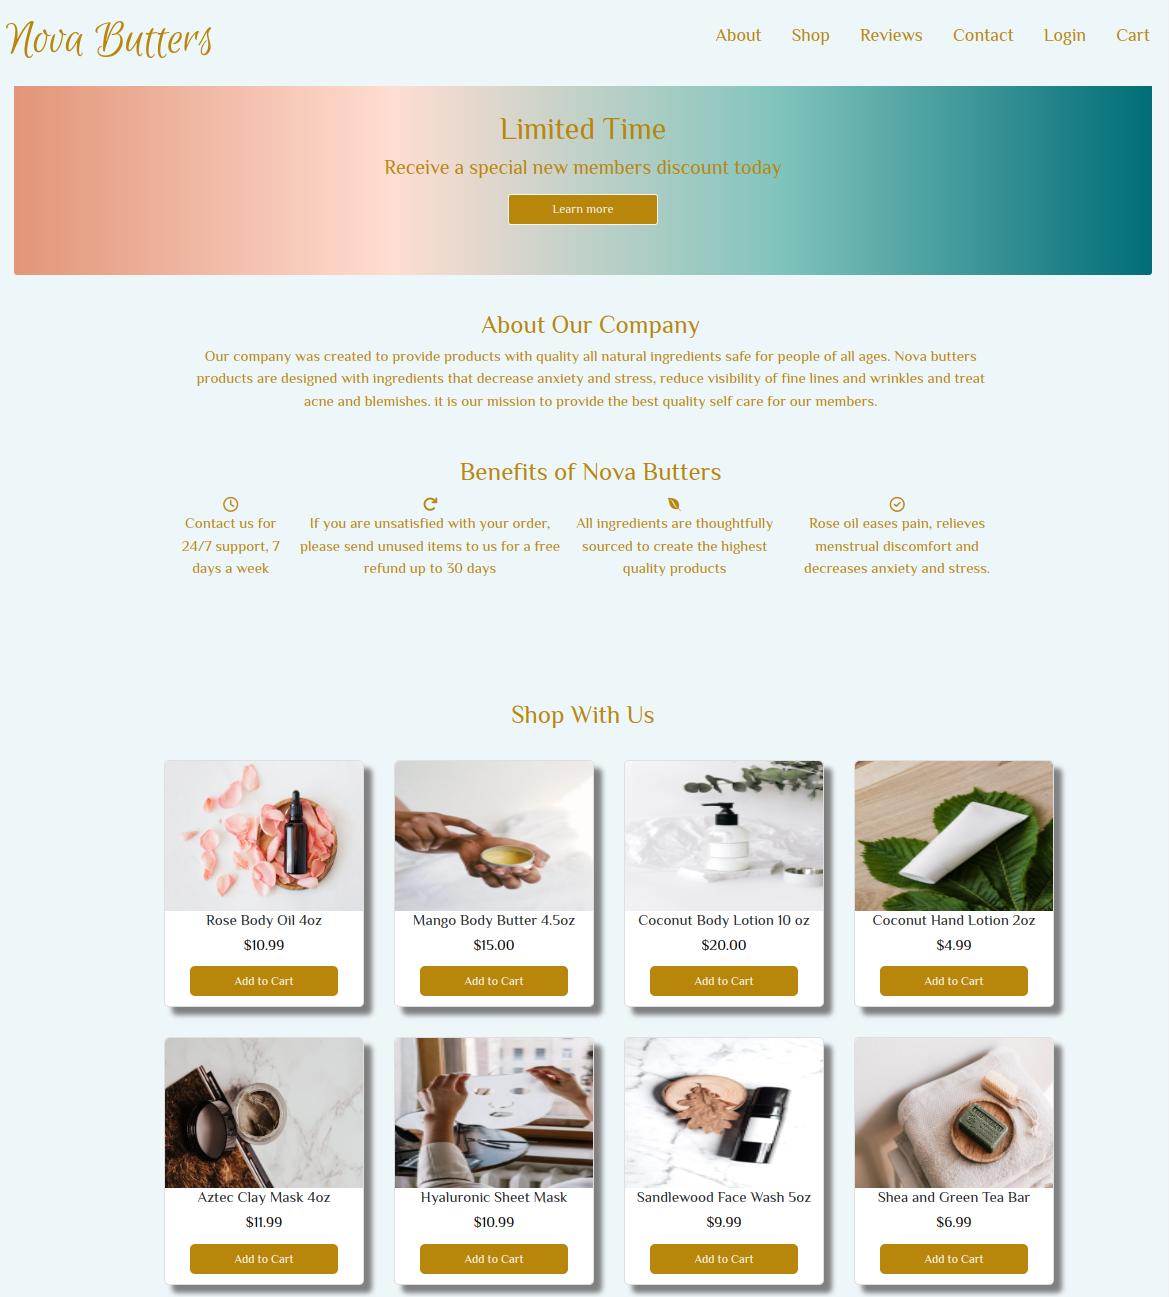 Nova Butters
About Shop Reviews Contact Login Cart
Limited Time
Receive a special new members discount today
Learn more
About Our Company
Our company was created to provide products with quality all natural ingredients safe for people of all ages. Nova butters
products are designed with ingredients that decrease anxiety and stress, reduce visibility of fine lines and wrinkles and treat
acne and blemishes. it is our mission to provide the best quality self care for our members.
Benefits of Nova Butters
Contact us for
24/7 support, 7
days a week
If you are unsatisfied with your order,
please send unused items to us for a free
refund up to 30 days
All ingredients are thoughtfully
sourced to create the highest
quality products
Rose oil eases pain, relieves
menstrual discomfort and
decreases anxiety and stress.
Shop With Us
Rose Body Oil 4oz
$10.99
Add to Cart
Mango Body Butter 4.5oz
$15.00
Add to Cart
Coconut Body Lotion 10 oz
$20.00
Add to Cart
Coconut Hand Lotion 2oz
$4.99
Add to Cart
Aztec Clay Mask 4oz
$11.99
Add to Cart
Hyaluronic Sheet Mask
$10.99
Add to Cart
Sandlewood Face Wash 5oz
$9.99
Add to Cart
Shea and Green Tea Bar
$6.99
Add to Cart